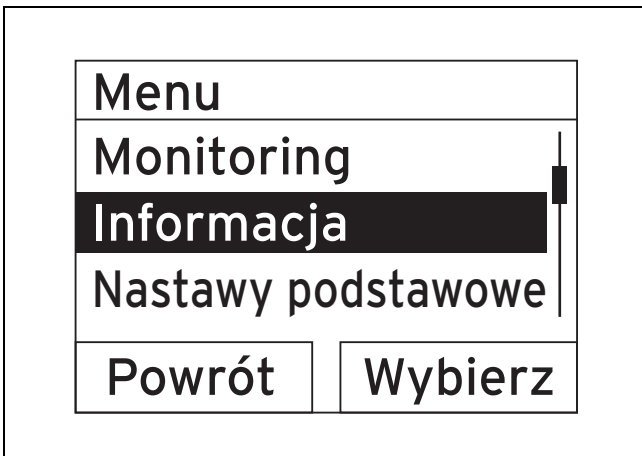 Menu
Monitoring
Informacja
Nastawy podstawowe
Powrót Wybierz